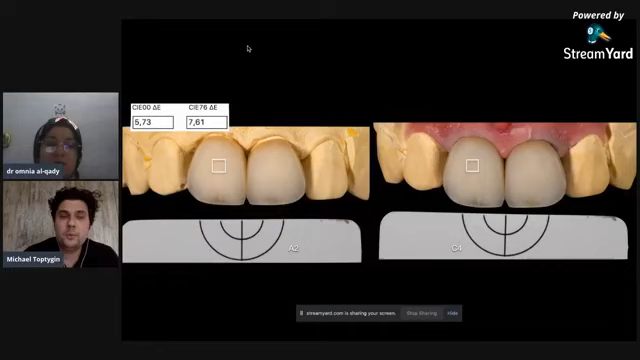 Powered by
StreamYard
CIE00 ΔE
CIE76 ΔE
5,73
7,61
dr omnia al-qady
Michael Toptygin
A2
C4
streamyard.com is sharing your screen.
Stop Sharing
Hide